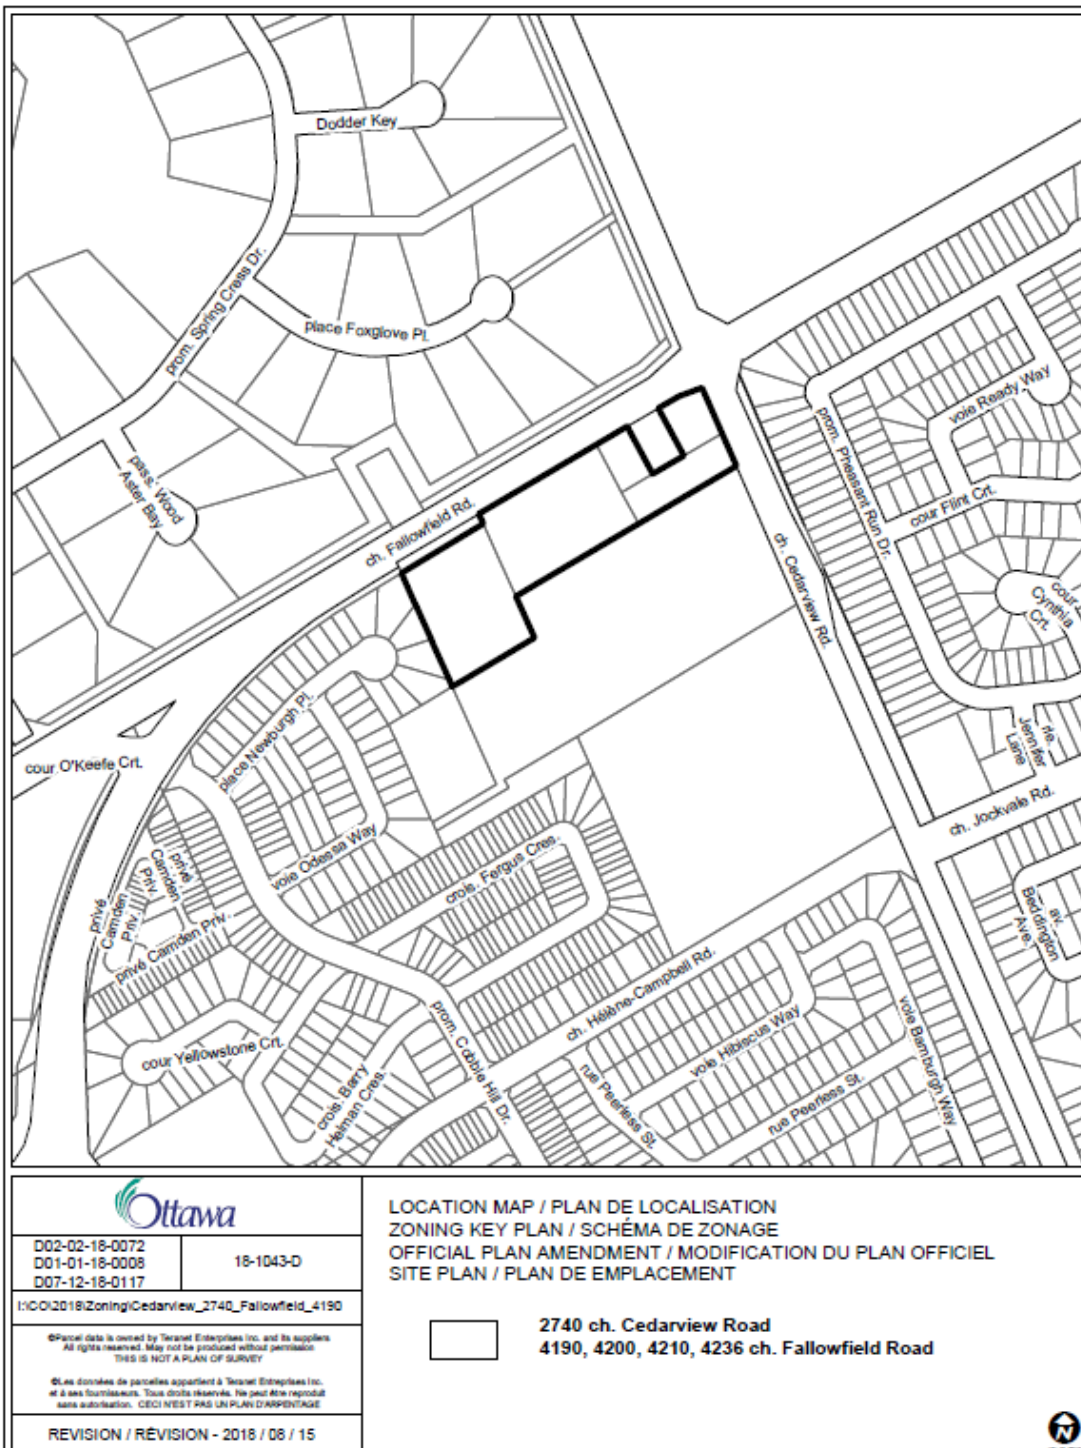 Dodder Key
prom. Spring Cress Dr.
place Foxglove Pl.
voie Ready Way
prom. Pheasant Run Dr.
pass. Wood
Aster Bay
cour Flint Crt.
ch. Fallowfield Rd.
ch. Cedarview Rd.
cour
Cynthia
Crt.
place Newburgh Pl.
rle.
Jennifer
Lane
cour O'Keefe Crt.
ch. Jockvale Rd.
voie Odessa Way
crois. Fergus Cres.
privé
Camden
Priv.
privé
Camden
Priv.
privé Camden Priv.
av.
Beddington
Ave.
ch. Hélène-Campbell Rd.
prom. Cobble Hill Dr.
voie Hibiscus Way
voie Bamburgh Way
cour Yellowstone Crt.
crois. Barry
Helman Cres.
rue Peerless St.
rue Peerless St.
Ottawa
D02-02-18-0072
D01-01-18-0008
D07-12-18-0117
18-1043-D
I:\CO\2018\Zoning\Cedarview_2740_Fallowfield_4190
©Parcel data is owned by Teranet Enterprises Inc. and its suppliers
All rights reserved. May not be produced without permission
THIS IS NOT A PLAN OF SURVEY
©Les données de parcelles appartient à Teranet Entreprises Inc.
et à ses fournisseurs. Tous droits réservés. Ne peut être reproduit
sans autorisation. CECI N'EST PAS UN PLAN D'ARPENTAGE
REVISION / RÉVISION - 2018 / 08 / 15
LOCATION MAP / PLAN DE LOCALISATION
ZONING KEY PLAN / SCHÉMA DE ZONAGE
OFFICIAL PLAN AMENDMENT / MODIFICATION DU PLAN OFFICIEL
SITE PLAN / PLAN DE EMPLACEMENT
2740 ch. Cedarview Road
4190, 4200, 4210, 4236 ch. Fallowfield Road
N